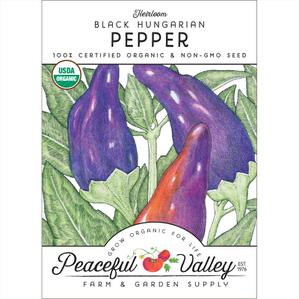 Heirloom
BLACK HUNGARIAN
PEPPER
100% CERTIFIED ORGANIC & NON-GMO SEED
USDA
ORGANIC
GROW ORGANIC FOR LIFE
Peaceful Valley
EST.
1976
FARM & GARDEN SUPPLY